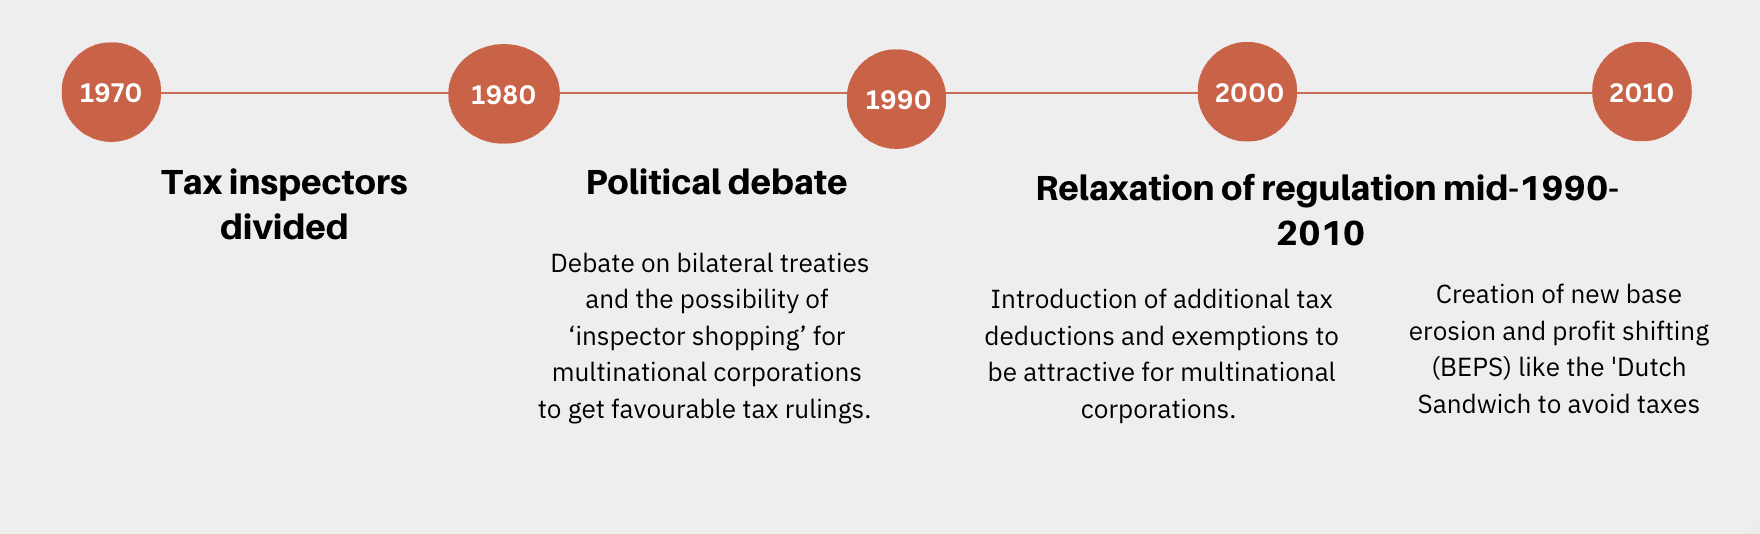 1970
1980
1990
2000
2010
Tax inspectors
divided
Political debate
Debate on bilateral treaties
and the possibility of
‘inspector shopping’ for
multinational corporations
to get favourable tax rulings.
Relaxation of regulation mid-1990-
2010
Introduction of additional tax
deductions and exemptions to
be attractive for multinational
corporations.
Creation of new base
erosion and profit shifting
(BEPS) like the 'Dutch
Sandwich to avoid taxes